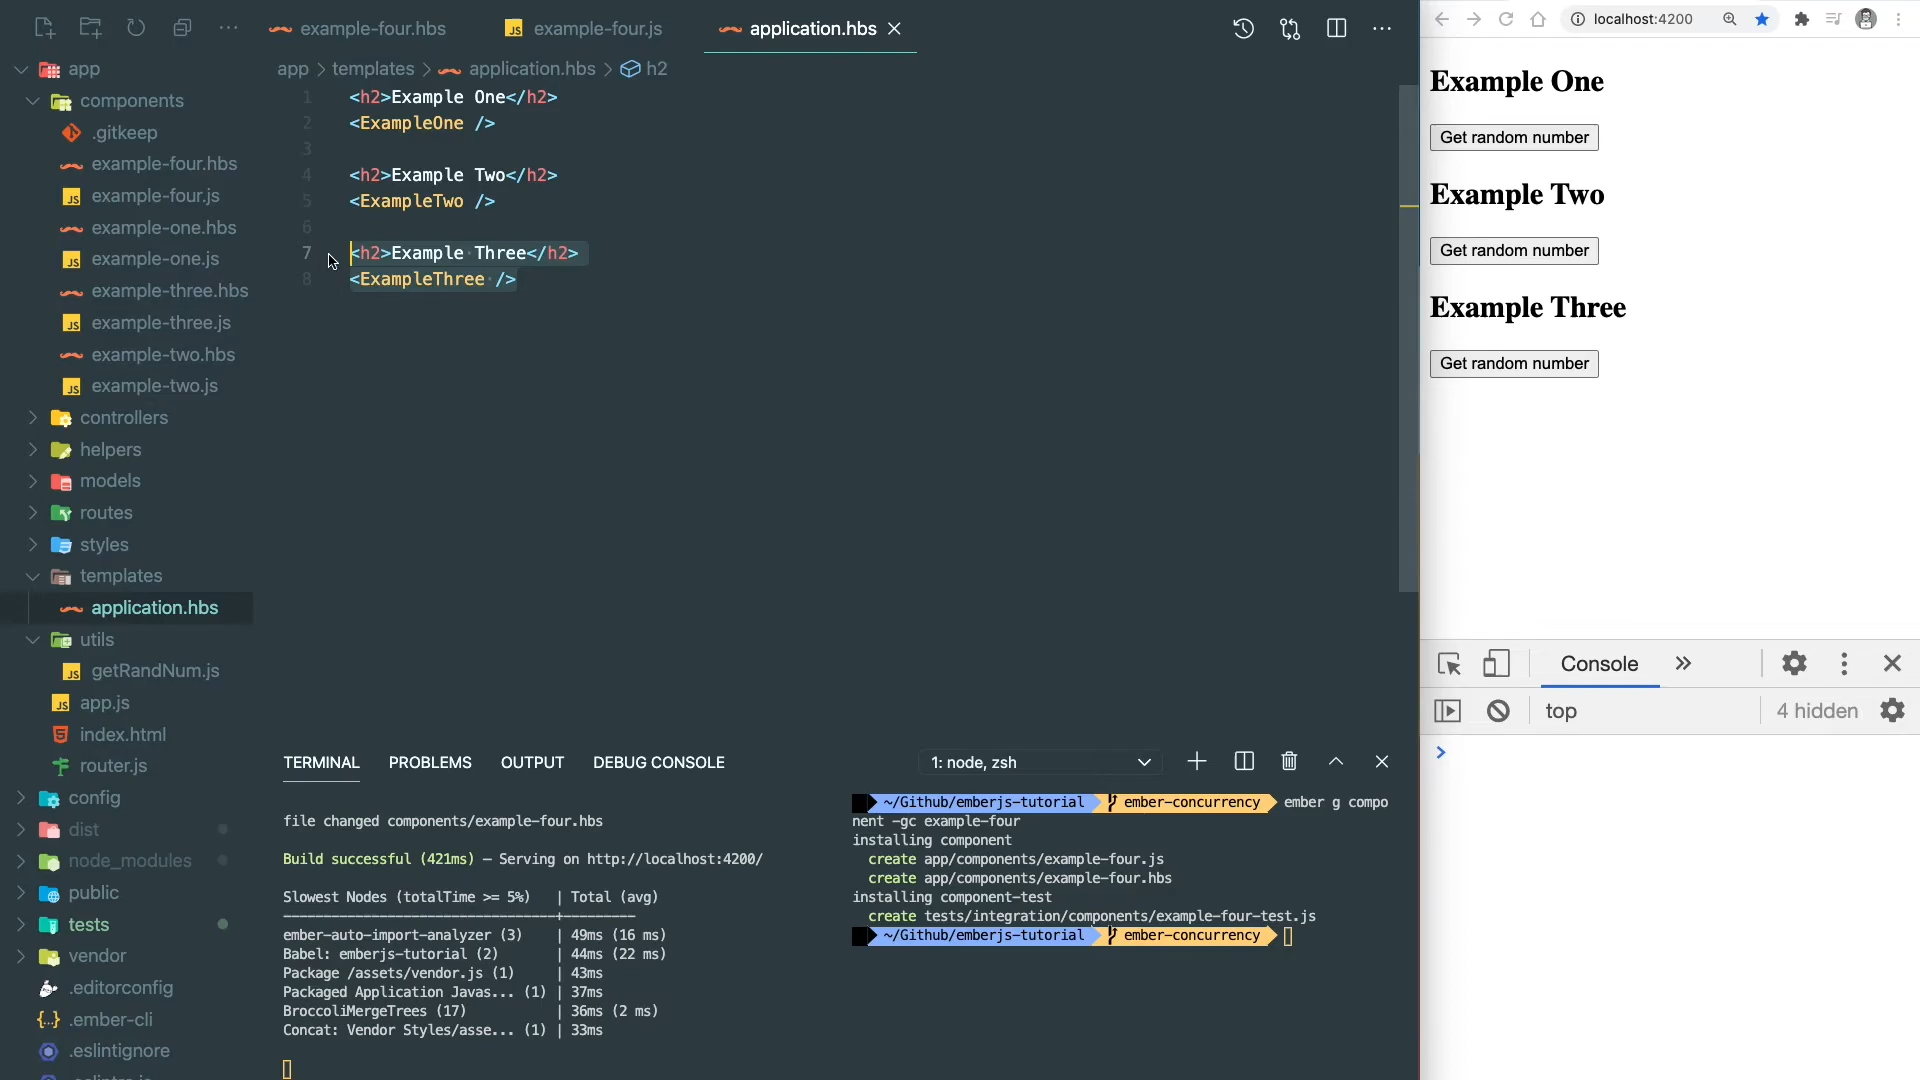 example-four.hbs
JS example-four.js
application.hbs
app
components
.gitkeep
example-four.hbs
JS example-four.js
example-one.hbs
JS example-one.js
example-three.hbs
JS example-three.js
example-two.hbs
JS example-two.js
controllers
helpers
models
routes
styles
templates
application.hbs
utils
JS getRandNum.js
JS app.js
index.html
router.js
config
dist
node_modules
public
tests
vendor
.editorconfig
.ember-cli
.eslintignore
app > templates > application.hbs > h2
1 <h2>Example One</h2>
2 <ExampleOne />
3
4 <h2>Example Two</h2>
5 <ExampleTwo />
6
7 <h2>Example·Three</h2>
8 <ExampleThree·/>
TERMINAL PROBLEMS OUTPUT DEBUG CONSOLE
1: node, zsh
file changed components/example-four.hbs
Build successful (421ms) – Serving on http://localhost:4200/
Slowest Nodes (totalTime >= 5%) | Total (avg)
ember-auto-import-analyzer (3) | 49ms (16 ms)
Babel: emberjs-tutorial (2) | 44ms (22 ms)
Package /assets/vendor.js (1) | 43ms
Packaged Application Javas... (1) | 37ms
BroccoliMergeTrees (17) | 36ms (2 ms)
Concat: Vendor Styles/asse... (1) | 33ms
~/Github/emberjs-tutorial ember-concurrency ember g compo
nent -gc example-four
installing component
create app/components/example-four.js
create app/components/example-four.hbs
installing component-test
create tests/integration/components/example-four-test.js
~/Github/emberjs-tutorial ember-concurrency
localhost:4200
Example One
Get random number
Example Two
Get random number
Example Three
Get random number
Console
top
4 hidden